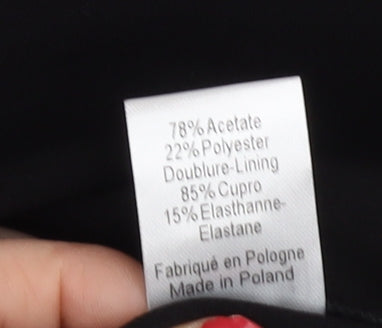 78% Acetate
22% Polyester
Doublure-Lining
85% Cupro
15% Elasthanne-
Elastane
Fabriqué en Pologne
Made in Poland